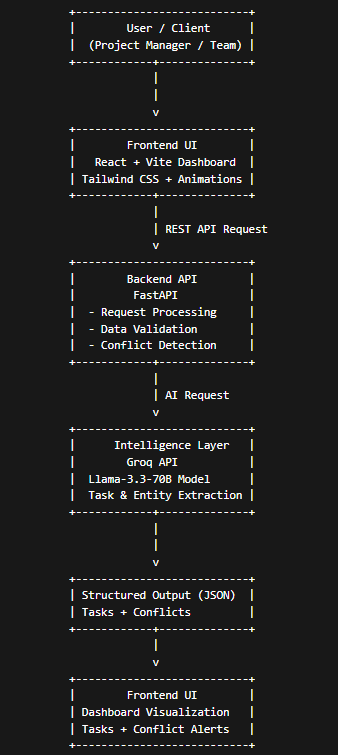 User / Client
(Project Manager / Team)
v
Frontend UI
React + Vite Dashboard
Tailwind CSS + Animations
REST API Request
v
Backend API
FastAPI
- Request Processing
- Data Validation
- Conflict Detection
AI Request
v
Intelligence Layer
Groq API
Llama-3.3-70B Model
Task & Entity Extraction
v
Structured Output (JSON)
Tasks + Conflicts
v
Frontend UI
Dashboard Visualization
Tasks + Conflict Alerts